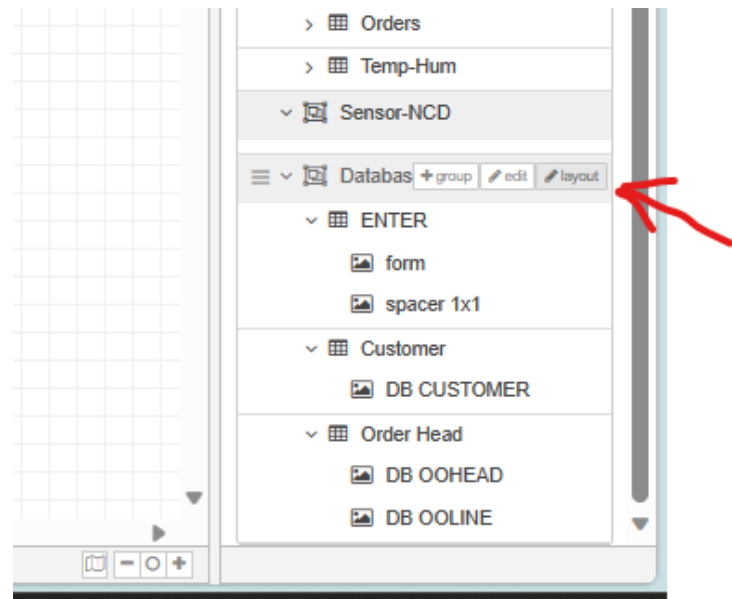 Orders
Temp-Hum
Sensor-NCD
Databas +group edit layout
ENTER
form
spacer 1x1
Customer
DB CUSTOMER
Order Head
DB OOHEAD
DB OOLINE